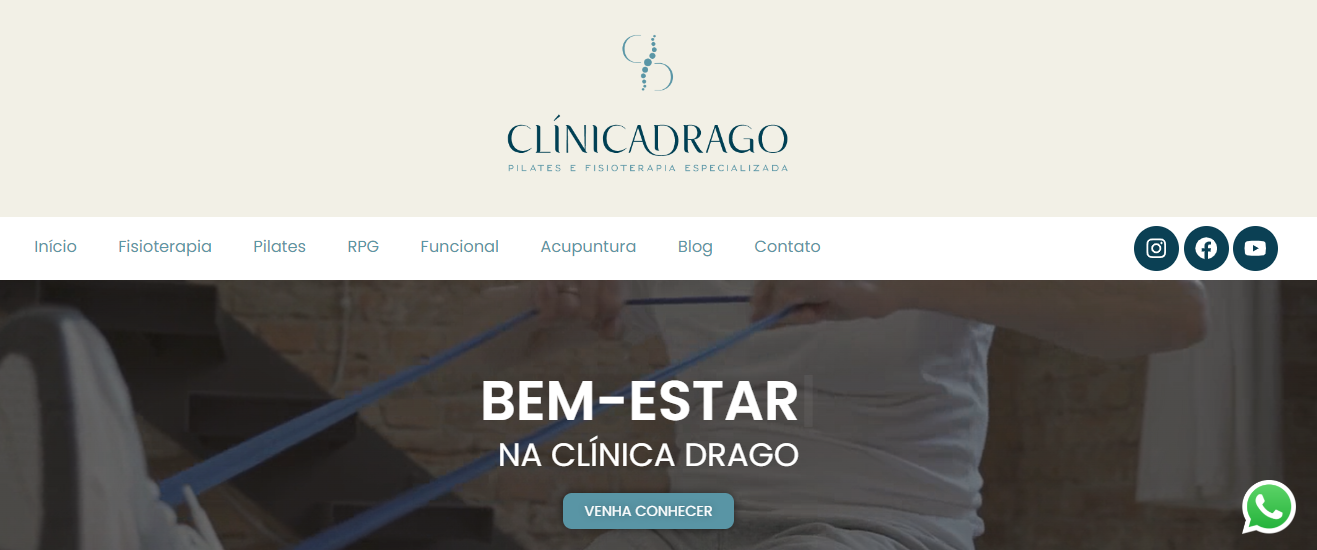 CLÍNICADRAGO
PILATES E FISIOTERAPIA ESPECIALIZADA
Início Fisioterapia Pilates RPG Funcional Acupuntura Blog Contato
BEM-ESTAR
NA CLÍNICA DRAGO
VENHA CONHECER